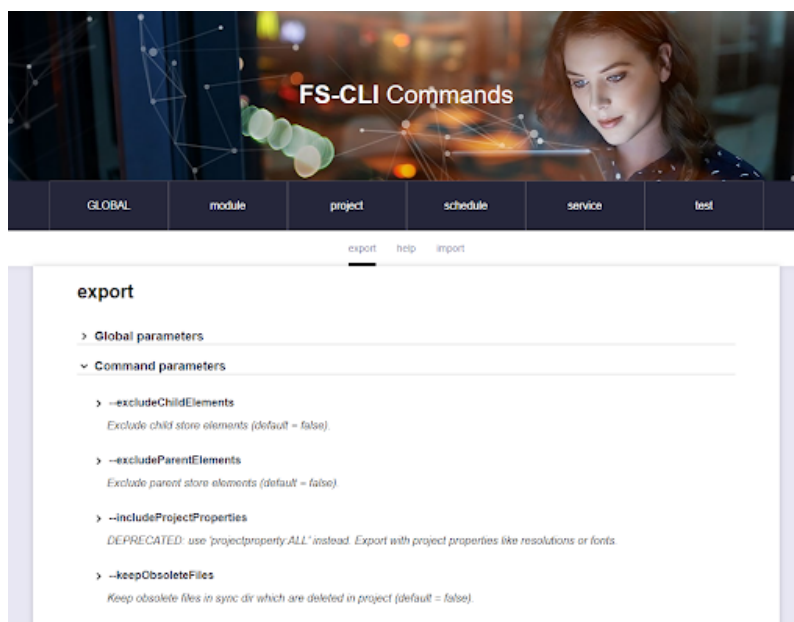 FS-CLI Commands
GLOBAL module project schedule service test
export help import
export
Global parameters
Command parameters
--excludeChildElements
Exclude child store elements (default = false).
--excludeParentElements
Exclude parent store elements (default = false).
--includeProjectProperties
DEPRECATED: use 'projectproperty:ALL' instead. Export with project properties like resolutions or fonts.
--keepObsoleteFiles
Keep obsolete files in sync dir which are deleted in project (default = false).